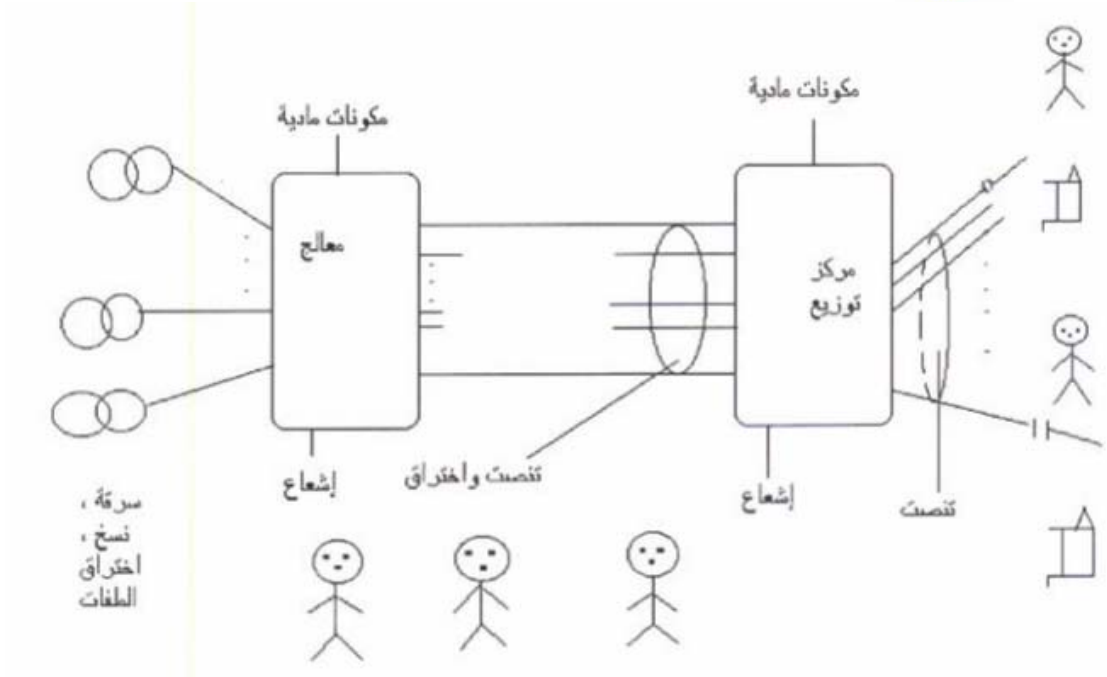 مكونات مادية
مكونات مادية
معالج
مركز
توزيع
تنصت واختراق
إشعاع
إشعاع
تنصت
سرقة ،
نسخ ،
اختراق
الملفات